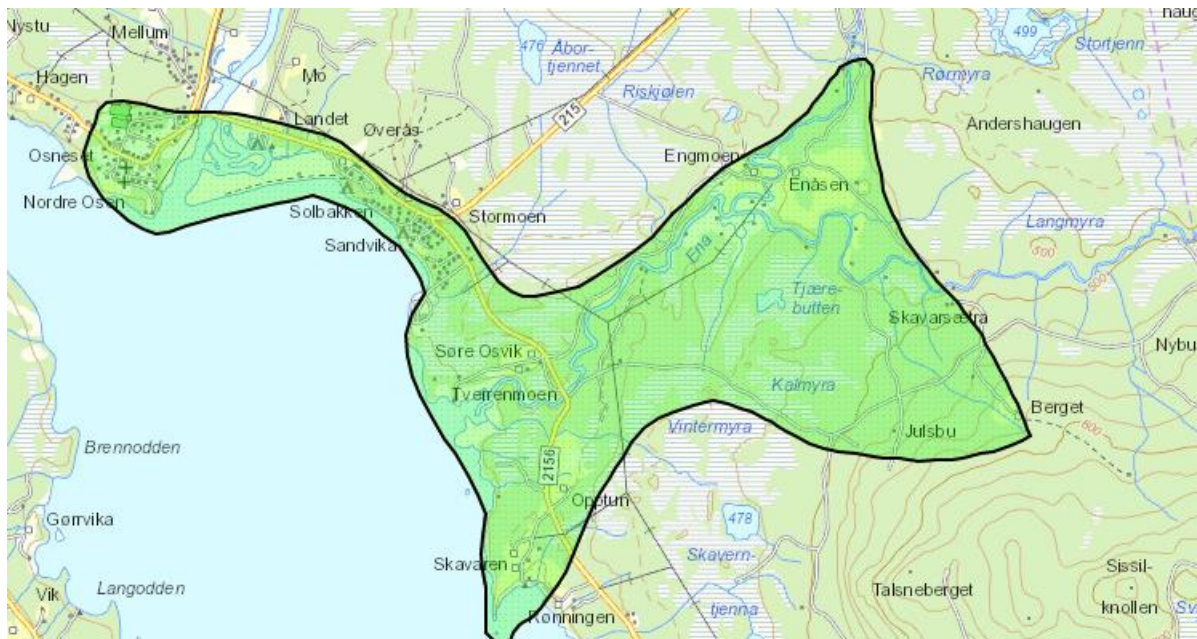 Nystu
Mellum
476
Åbor-
tjennet
499
Stortjenn
Hagen
Mo
Riskjølen
Rørmyra
215
Landet
Øverås
Andershaugen
Osneset
Engmoen
Enåsen
Nordre Osen
Solbakken
Stormoen
Langmyra
Sandvika
Ena
500
500
Tjære-
butten
Skavarsætra
Søre Osvik
Nybu
Tverrenmoen
Kalmyra
Berget
Vintermyra
Julsbu
600
Brennodden
2156
Opptun
478
Gørrvika
Skavaren
Skavern-
tjenna
Sissil-
knollen
Langodden
Talsneberget
Vik
Rønningen